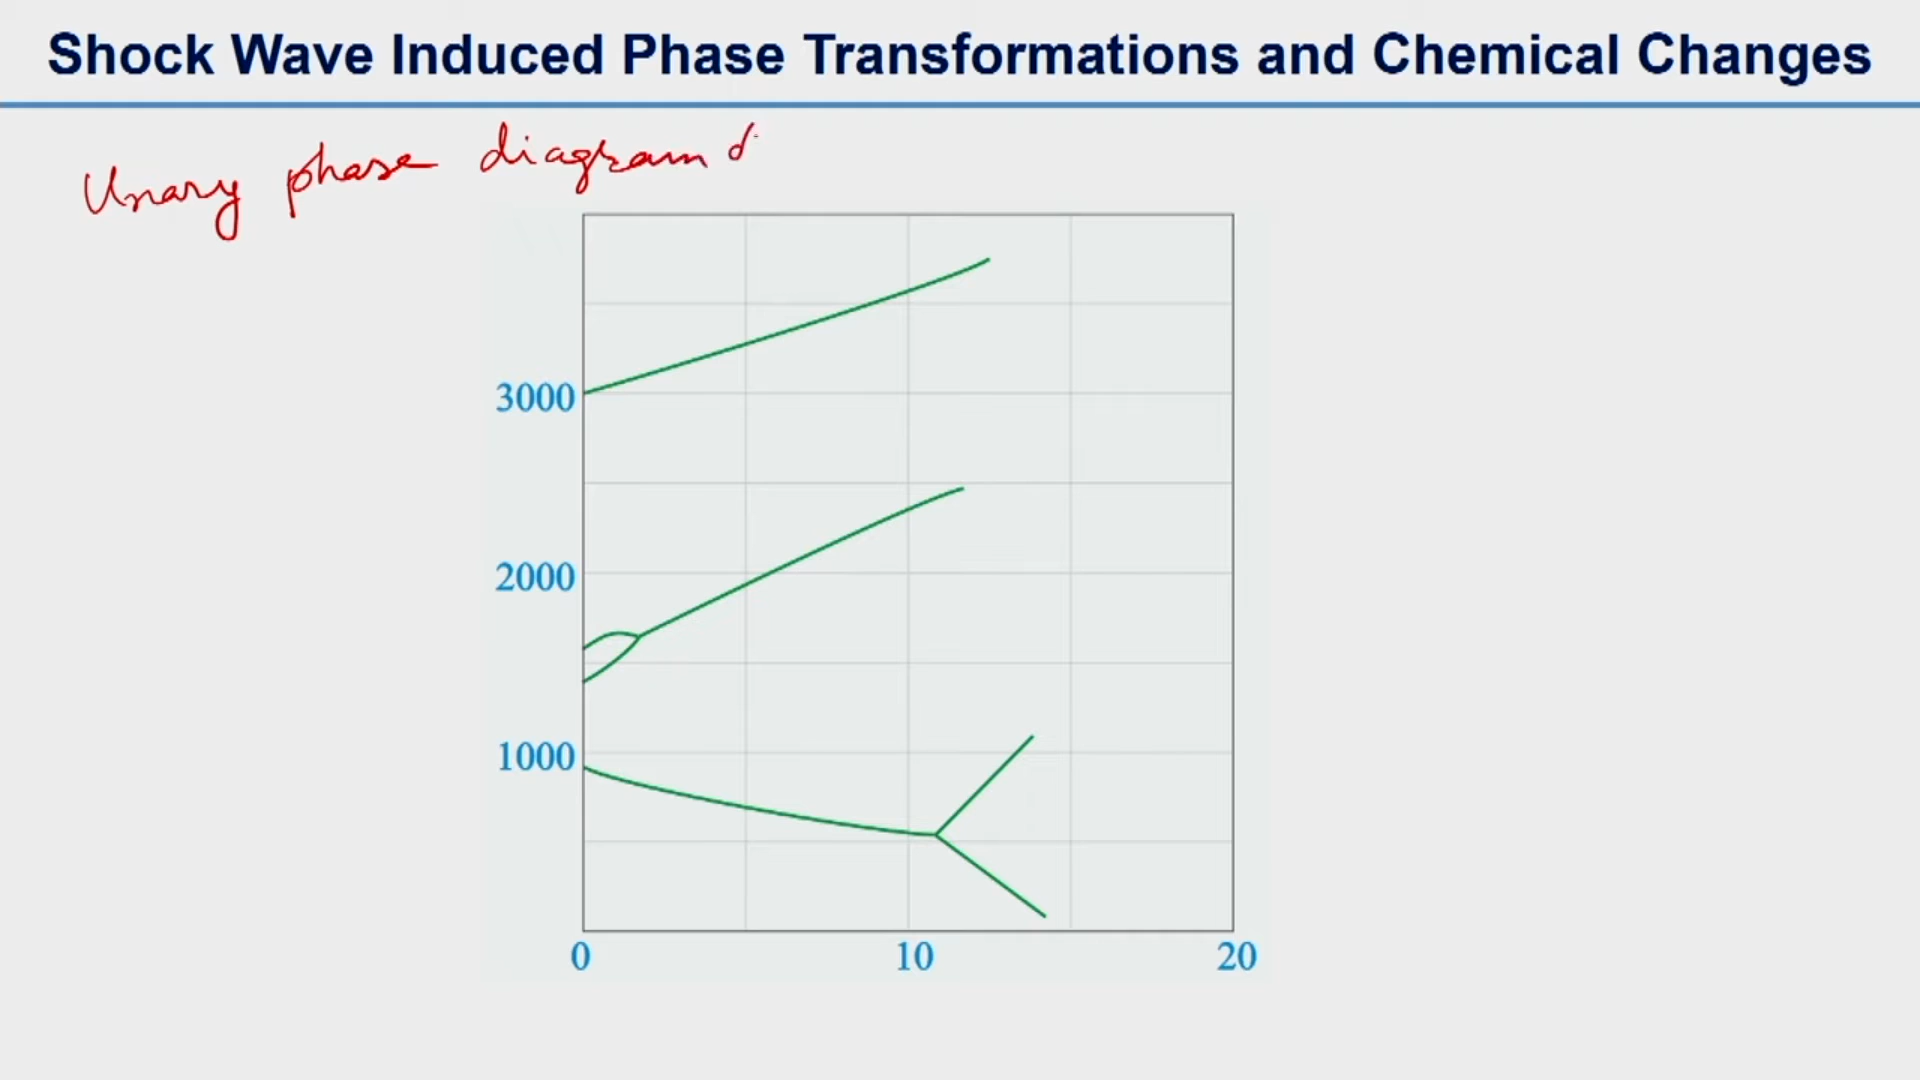 Shock Wave Induced Phase Transformations and Chemical Changes
Unary phase diagram
3000
2000
1000
0 10 20